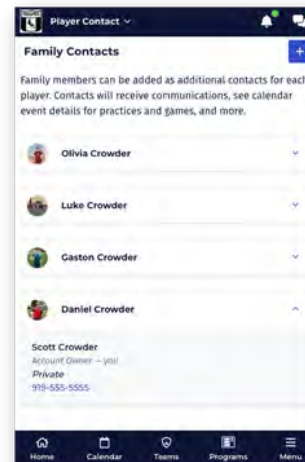 Player Contact
Family Contacts
+
Family members can be added as additional contacts for each
player. Contacts will receive communications, see calendar
event details for practices and games, and more.
Olivia Crowder
Luke Crowder
Gaston Crowder
Daniel Crowder
Scott Crowder
Account Owner – you
Private
919-555-5555
Home Calendar Teams Programs Menu